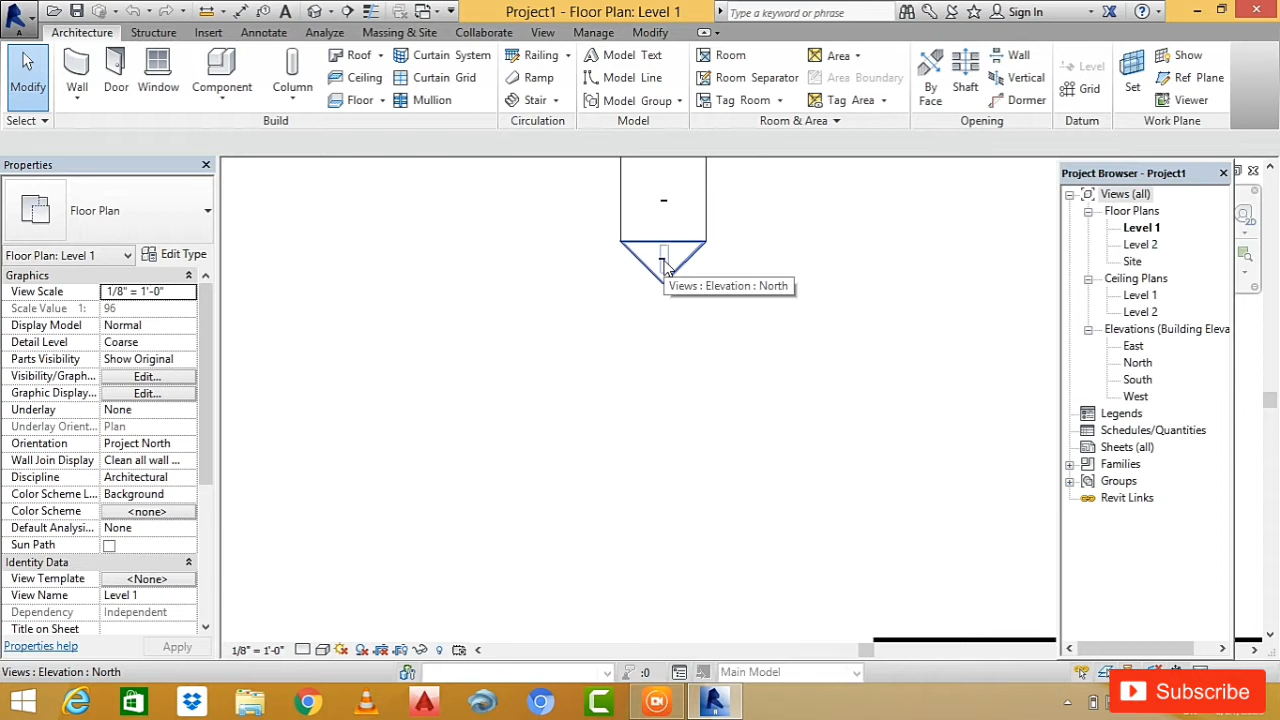 Project1 - Floor Plan: Level 1
Type a keyword or phrase
Sign In
Architecture Structure Insert Annotate Analyze Massing & Site Collaborate View Manage Modify
Modify
Wall
Door
Window
Component
Column
Roof
Ceiling
Floor
Curtain System
Curtain Grid
Mullion
Railing
Ramp
Stair
Model Text
Model Line
Model Group
Room
Room Separator
Tag Room
Area
Area Boundary
Tag Area
By Face
Shaft
Wall
Vertical
Dormer
Level
Grid
Set
Show
Ref Plane
Viewer
Select Build Circulation Model Room & Area Opening Datum Work Plane
Properties
Floor Plan
Floor Plan: Level 1 Edit Type
Graphics
View Scale 1/8" = 1'-0"
Scale Value 1: 96
Display Model Normal
Detail Level Coarse
Parts Visibility Show Original
Visibility/Graph... Edit...
Graphic Display... Edit...
Underlay None
Underlay Orient... Plan
Orientation Project North
Wall Join Display Clean all wall ...
Discipline Architectural
Color Scheme L... Background
Color Scheme <none>
Default Analysi... None
Sun Path
Identity Data
View Template <None>
View Name Level 1
Dependency Independent
Title on Sheet
Properties help Apply
Views : Elevation : North
Project Browser - Project1
Views (all)
Floor Plans
Level 1
Level 2
Site
Ceiling Plans
Level 1
Level 2
Elevations (Building Eleva
East
North
South
West
Legends
Schedules/Quantities
Sheets (all)
Families
Groups
Revit Links
1/8" = 1'-0"
Views : Elevation : North
:0
Main Model
Subscribe